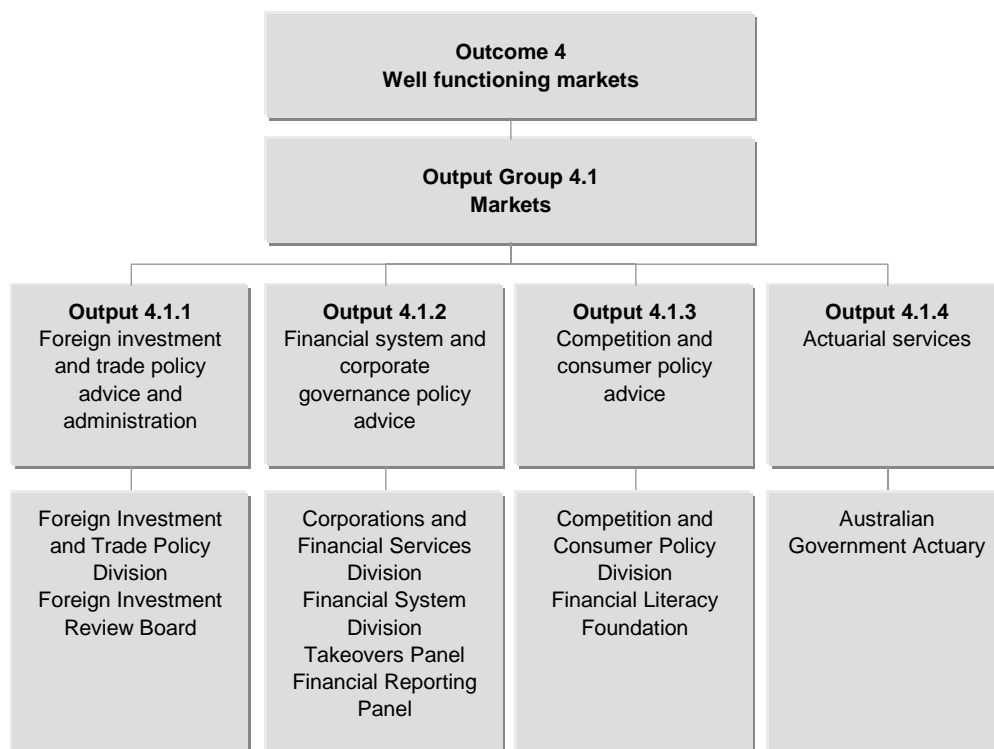 Outcome 4
Well functioning markets
Output Group 4.1
Markets
Output 4.1.1
Foreign investment
and trade policy
advice and
administration
Output 4.1.2
Financial system and
corporate
governance policy
advice
Output 4.1.3
Competition and
consumer policy
advice
Output 4.1.4
Actuarial services
Foreign Investment
and Trade Policy
Division
Foreign Investment
Review Board
Corporations and
Financial Services
Division
Financial System
Division
Takeovers Panel
Financial Reporting
Panel
Competition and
Consumer Policy
Division
Financial Literacy
Foundation
Australian
Government Actuary